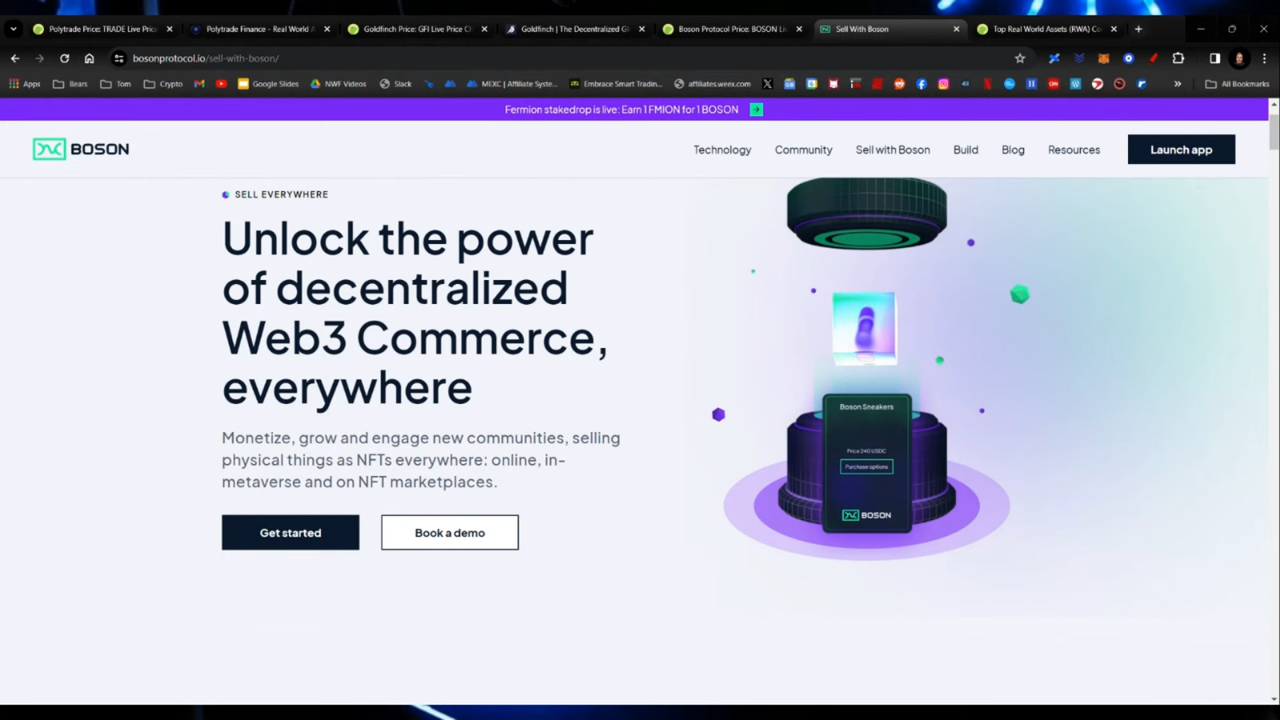 Polytrade Price: TRADE Live Pric
Polytrade Finance - Real World A
Goldfinch Price: GFI Live Price C
Goldfinch | The Decentralized Gl
Boson Protocol Price: BOSON Li
Sell With Boson
Top Real World Assets (RWA) Co
bosonprotocol.io/sell-with-boson/
Apps
Bears
Tom
Crypto
Google Slides
NWF Videos
Slack
MEXC | Affiliate Syste...
Embrace Smart Tradin...
affiliates.weex.com
All Bookmarks
Fermion stakedrop is live: Earn 1 FMION for 1 BOSON
BOSON
Technology
Community
Sell with Boson
Build
Blog
Resources
Launch app
SELL EVERYWHERE
Unlock the power
of decentralized
Web3 Commerce,
everywhere
Monetize, grow and engage new communities, selling
physical things as NFTs everywhere: online, in-
metaverse and on NFT marketplaces.
Get started
Book a demo
Boson Sneakers
Price 240 USDC
Purchase options
BOSON